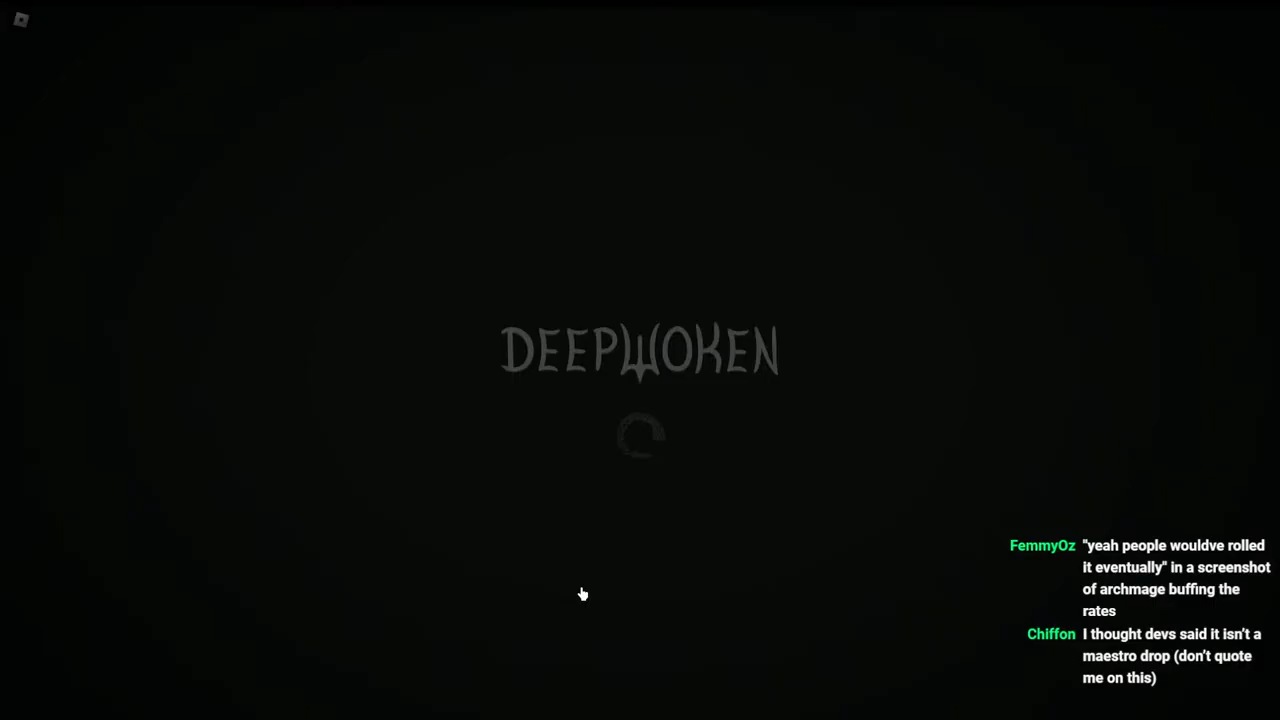 DEEPWOKEN
FemmyOz "yeah people wouldve rolled
it eventually" in a screenshot
of archmage buffing the
rates
Chiffon I thought devs said it isn't a
maestro drop (don't quote
me on this)